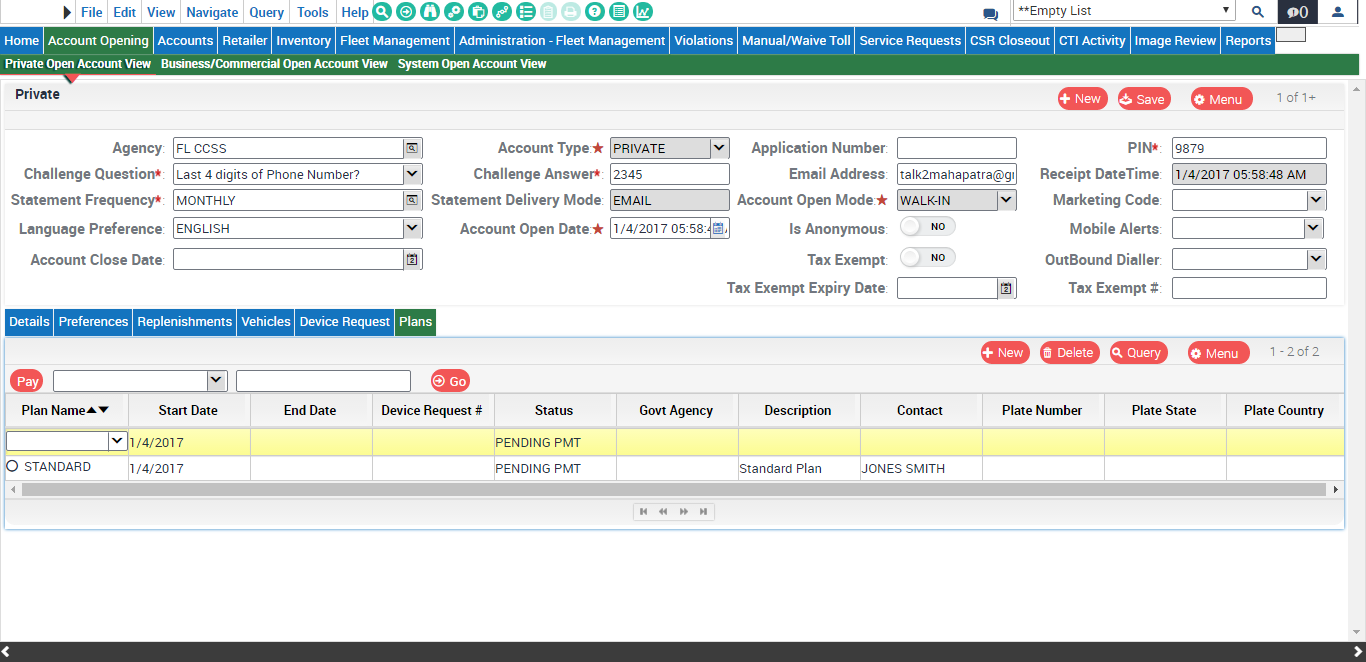 File Edit View Navigate Query Tools Help **Empty List 0
Home Account Opening Accounts Retailer Inventory Fleet Management Administration - Fleet Management Violations Manual/Waive Toll Service Requests CSR Closeout CTI Activity Image Review Reports
Private Open Account View Business/Commercial Open Account View System Open Account View
Private New Save Menu 1 of 1+
Agency: FL CCSS Account Type: PRIVATE Application Number: PIN*: 9879
Challenge Question*: Last 4 digits of Phone Number? Challenge Answer*: 2345 Email Address: talk2mahapatra@g Receipt DateTime: 1/4/2017 05:58:48 AM
Statement Frequency*: MONTHLY Statement Delivery Mode: EMAIL Account Open Mode: WALK-IN Marketing Code:
Language Preference: ENGLISH Account Open Date: 1/4/2017 05:58:4 Is Anonymous: NO Mobile Alerts:
Account Close Date: Tax Exempt: NO OutBound Dialler:
Tax Exempt Expiry Date: Tax Exempt #:
Details Preferences Replenishments Vehicles Device Request Plans
New Delete Query Menu 1 - 2 of 2
Pay Go
Plan Name Start Date End Date Device Request # Status Govt Agency Description Contact Plate Number Plate State Plate Country
1/4/2017 PENDING PMT
STANDARD 1/4/2017 PENDING PMT Standard Plan JONES SMITH